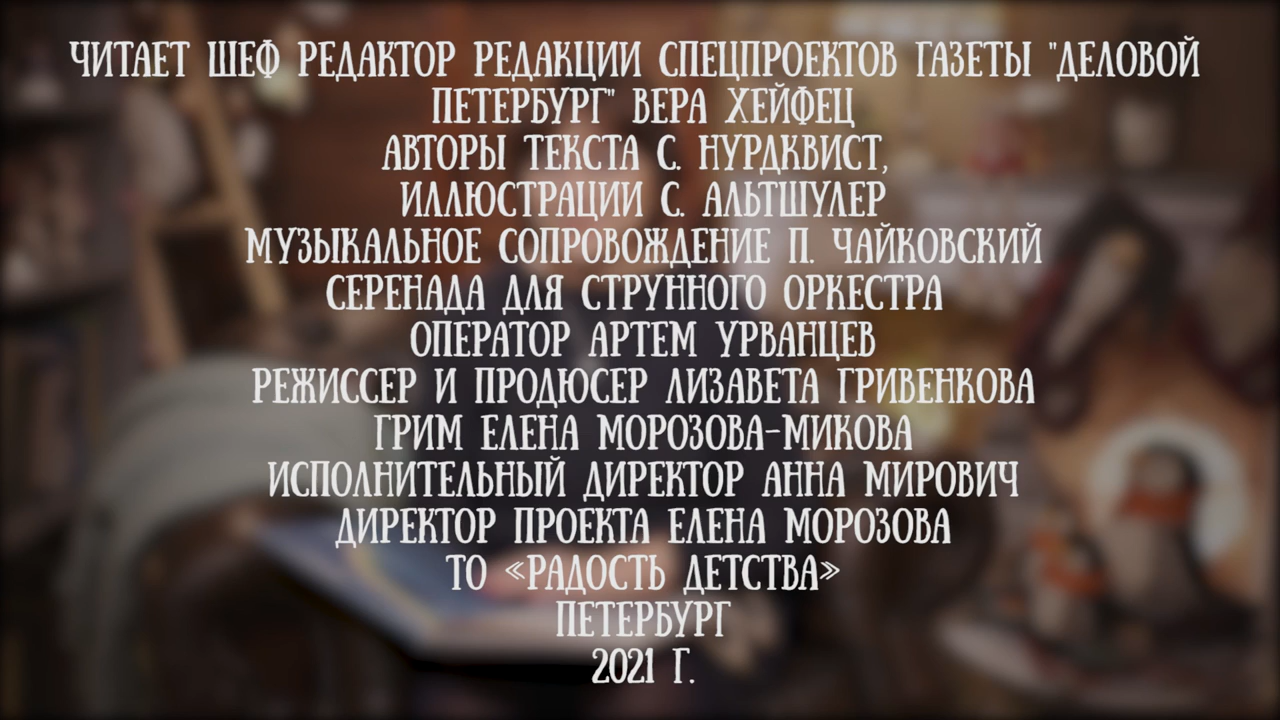 ЧИТАЕТ ШЕФ РЕДАКТОР РЕДАКЦИИ СПЕЦПРОЕКТОВ ГАЗЕТЫ "ДЕЛОВОЙ
ПЕТЕРБУРГ" ВЕРА ХЕЙФЕЦ
АВТОРЫ ТЕКСТА С. НУРДКВИСТ,
ИЛЛЮСТРАЦИИ С. АЛЬТШУЛЕР
МУЗЫКАЛЬНОЕ СОПРОВОЖДЕНИЕ П. ЧАЙКОВСКИЙ
СЕРЕНАДА ДЛЯ СТРУННОГО ОРКЕСТРА
ОПЕРАТОР АРТЕМ УРВАНЦЕВ
РЕЖИССЕР И ПРОДЮСЕР ЛИЗАВЕТА ГРИВЕНКОВА
ГРИМ ЕЛЕНА МОРОЗОВА-МИКОВА
ИСПОЛНИТЕЛЬНЫЙ ДИРЕКТОР АННА МИРОВИЧ
ДИРЕКТОР ПРОЕКТА ЕЛЕНА МОРОЗОВА
ТО «РАДОСТЬ ДЕТСТВА»
ПЕТЕРБУРГ
2021 Г.